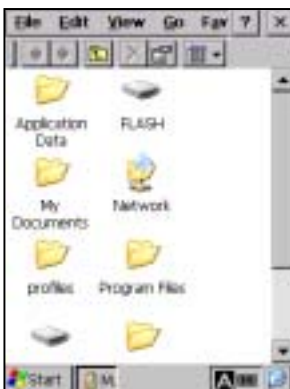 File Edit View Go Fav ? ×
Application Data FLASH
My Documents Network
profiles Program Files
Start M. A